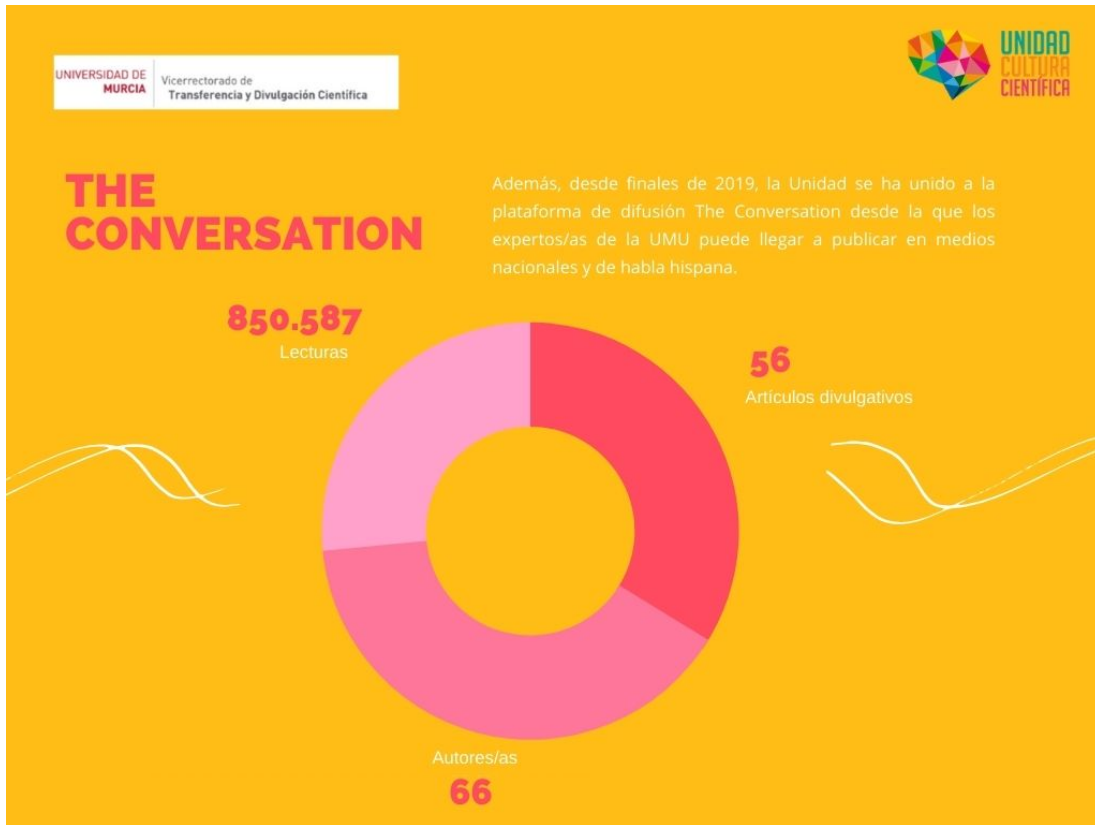 UNIVERSIDAD DE
MURCIA
Vicerrectorado de
Transferencia y Divulgación Científica
UNIDAD
CULTURA
CIENTÍFICA
THE
CONVERSATION
Además, desde finales de 2019, la Unidad se ha unido a la
plataforma de difusión The Conversation desde la que los
expertos/as de la UMU puede llegar a publicar en medios
nacionales y de habla hispana.
850.587
Lecturas
56
Artículos divulgativos
Autores/as
66